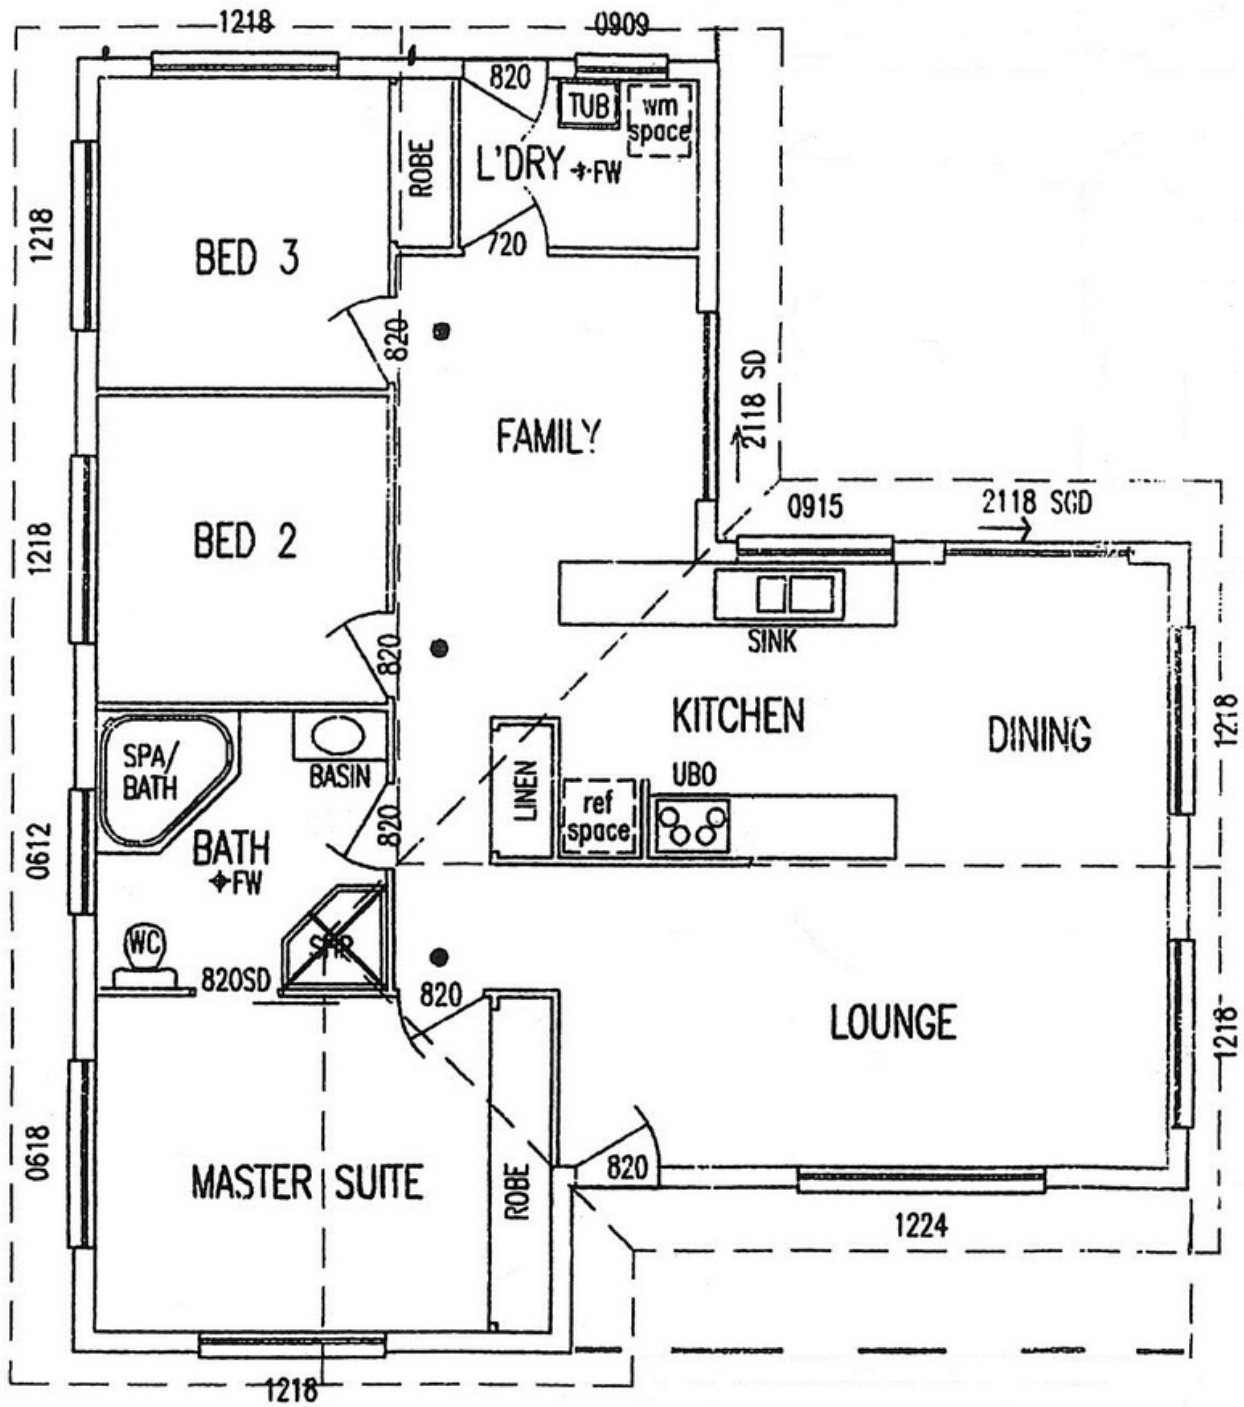 1218
0909
820
TUB
wm
space
ROBE
L'DRY
FW
1218
BED 3
720
820
2118 SD
FAMILY
0915
2118 SGD
1218
BED 2
820
SINK
KITCHEN
DINING
1218
SPA/
BATH
BASIN
UBO
LINEN
ref
space
820
0612
BATH
FW
WC
SHR
820SD
820
LOUNGE
1218
0618
MASTER SUITE
ROBE
820
1224
1218